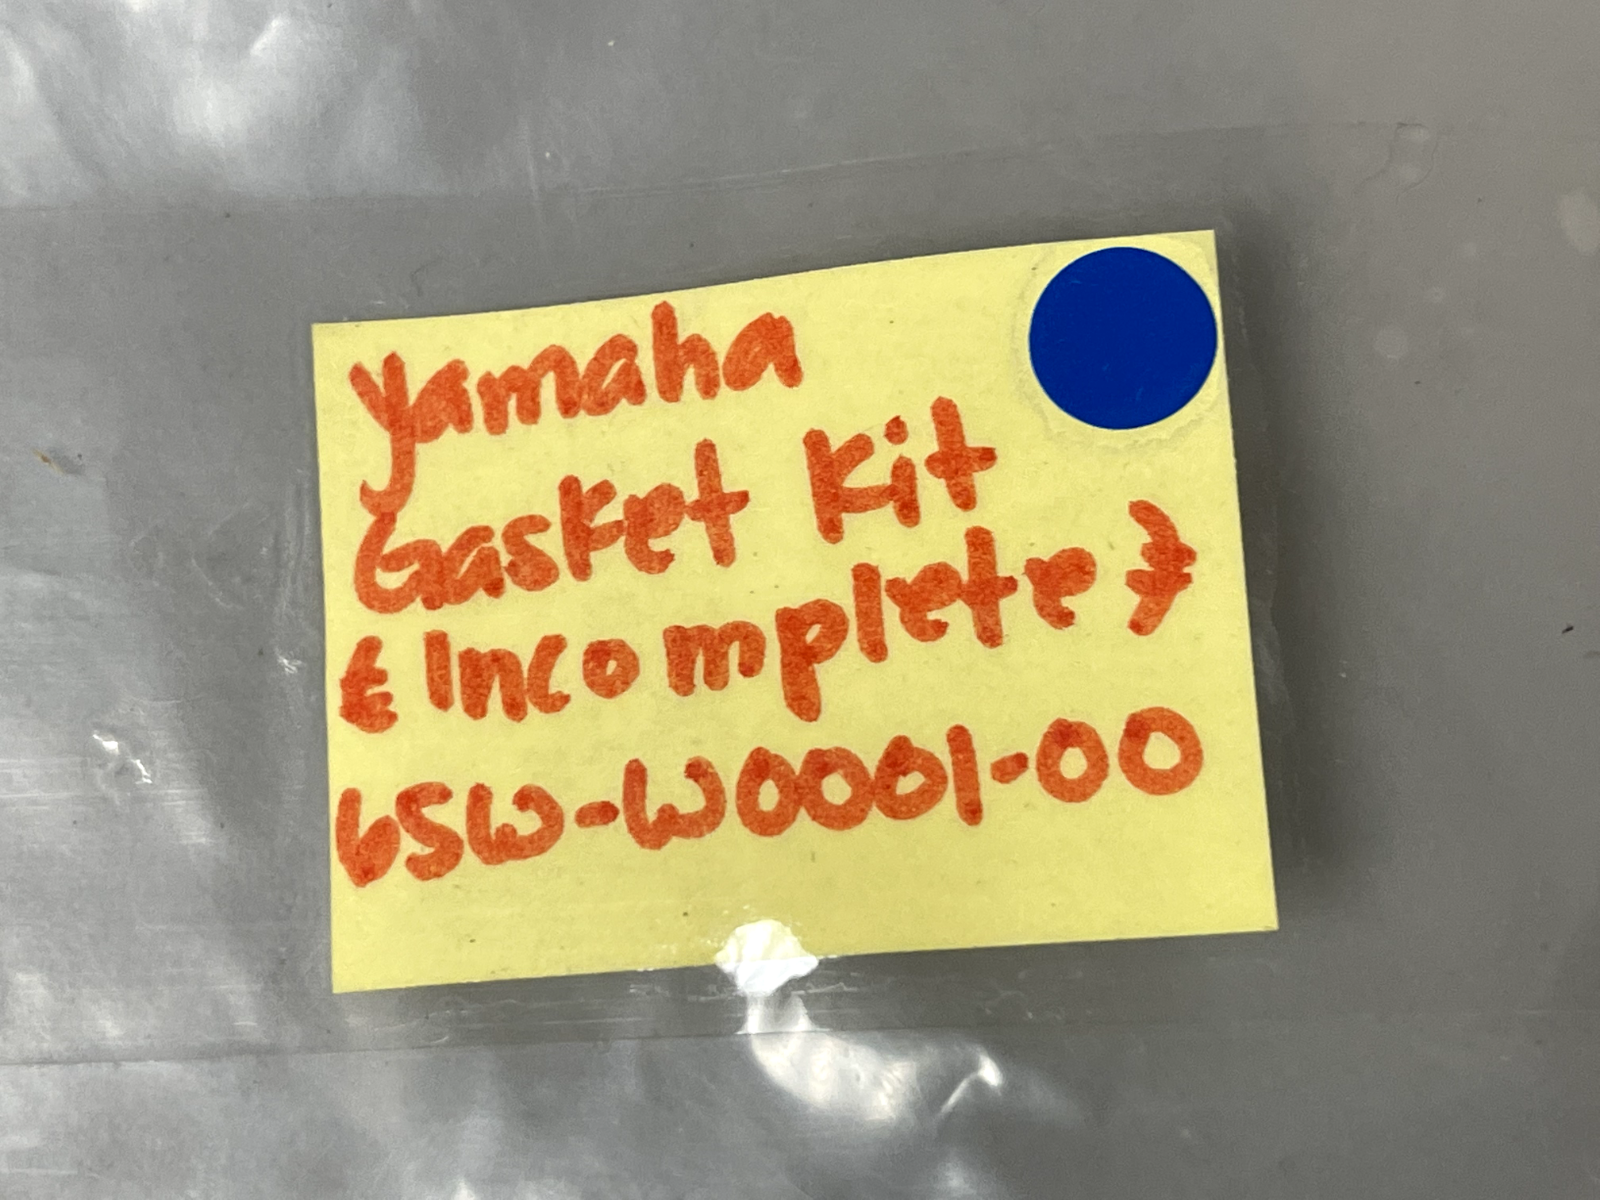 Yamaha
Gasket Kit
{Incomplete}
6SW-W0001-00